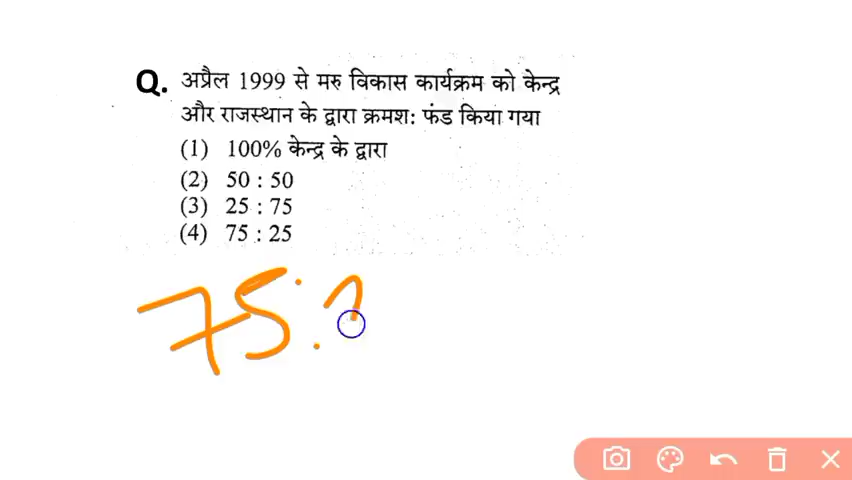 Q. अप्रैल 1999 से मरु विकास कार्यक्रम को केन्द्र
और राजस्थान के द्वारा क्रमशः फंड किया गया
(1) 100% केन्द्र के द्वारा
(2) 50 : 50
(3) 25 : 75
(4) 75 : 25
75: